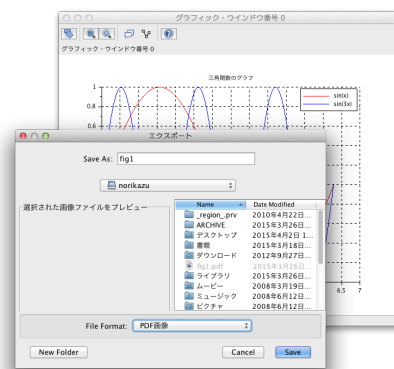 グラフィック・ウインドウ番号 0
グラフィック・ウインドウ番号 0
三角関数のグラフ
sin(x)
sin(3x)
1
0.8
0.6
6.5 7
エクスポート
Save As: fig1
norikazu
選択された画像ファイルをプレビュー
Name Date Modified
_region_.prv 2010年4月22日...
ARCHIVE 2015年3月26日...
デスクトップ 2015年4月2日 1...
書類 2015年3月18日...
ダウンロード 2012年9月27日...
fig1.pdf 2015年3月26日...
ライブラリ 2015年3月26日...
ムービー 2008年3月19日...
ミュージック 2008年6月12日...
ピクチャ 2008年6月12日...
File Format: PDF画像
New Folder Cancel Save